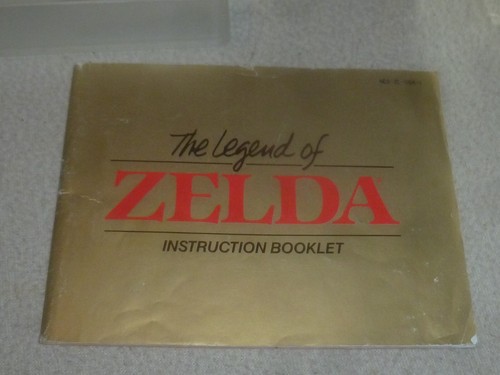 The Legend of
ZELDA
INSTRUCTION BOOKLET